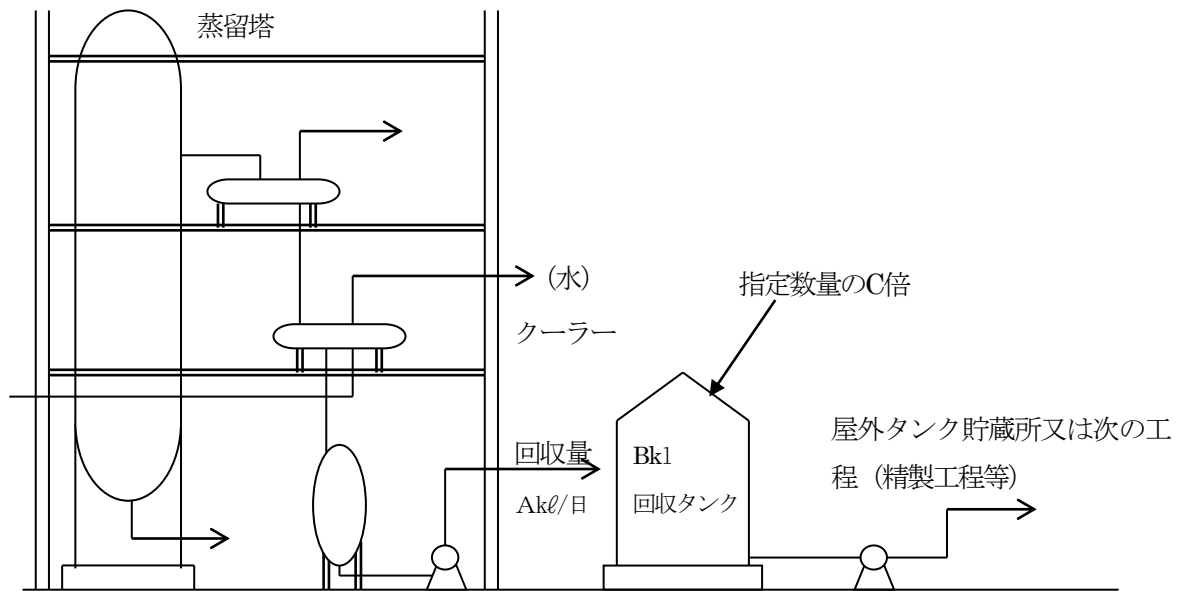 蒸留塔
(水)
クーラー
指定数量のC倍
回収量
Akℓ/日
Bkl
回収タンク
屋外タンク貯蔵所又は次の工
程(精製工程等)